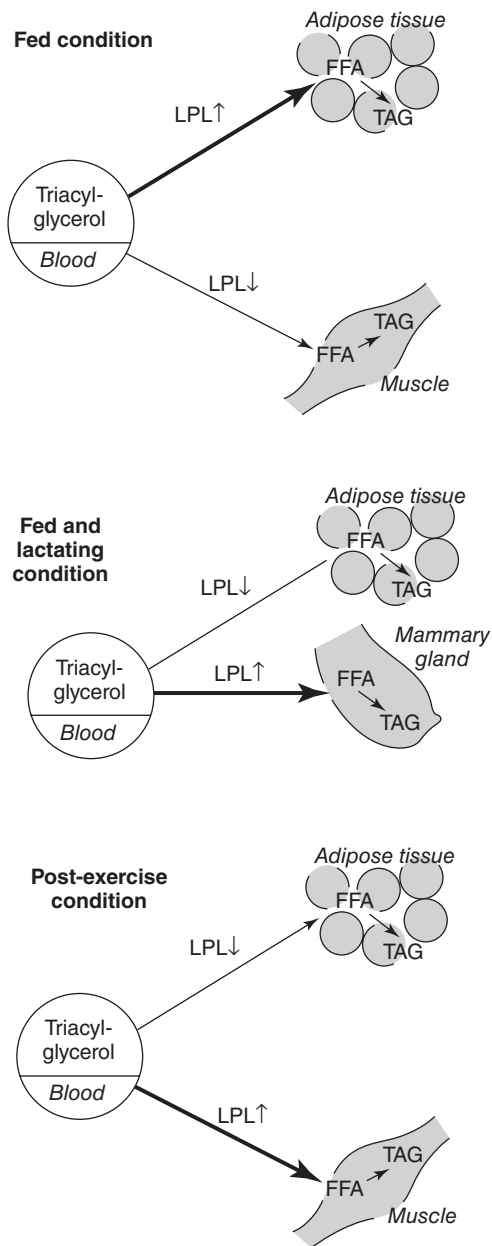 Fed condition
Adipose tissue
FFA
TAG
LPL↑
Triacyl-
glycerol
Blood
LPL↓
TAG
FFA
Muscle
Fed and
lactating
condition
Adipose tissue
FFA
TAG
LPL↓
Mammary
gland
Triacyl-
glycerol
Blood
LPL↑
FFA
TAG
Post-exercise
condition
Adipose tissue
FFA
TAG
LPL↓
Triacyl-
glycerol
Blood
LPL↑
TAG
FFA
Muscle